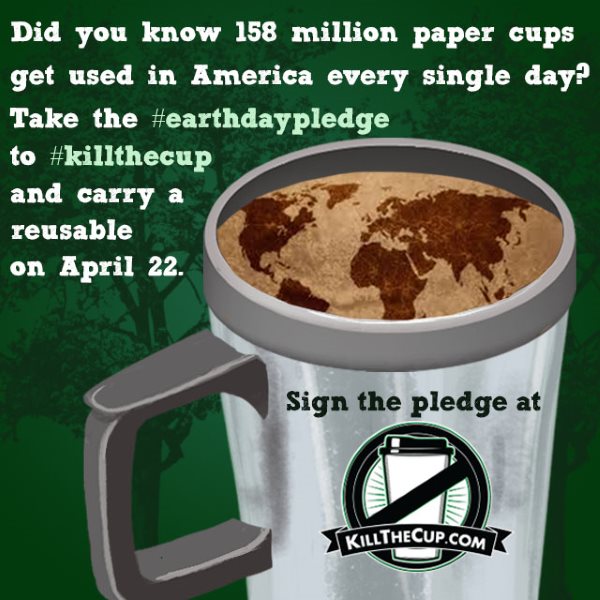 Did you know 158 million paper cups
get used in America every single day?
Take the #earthdaypledge
to #killthecup
and carry a
reusable
on April 22.
Sign the pledge at
KILLTHECUP.COM